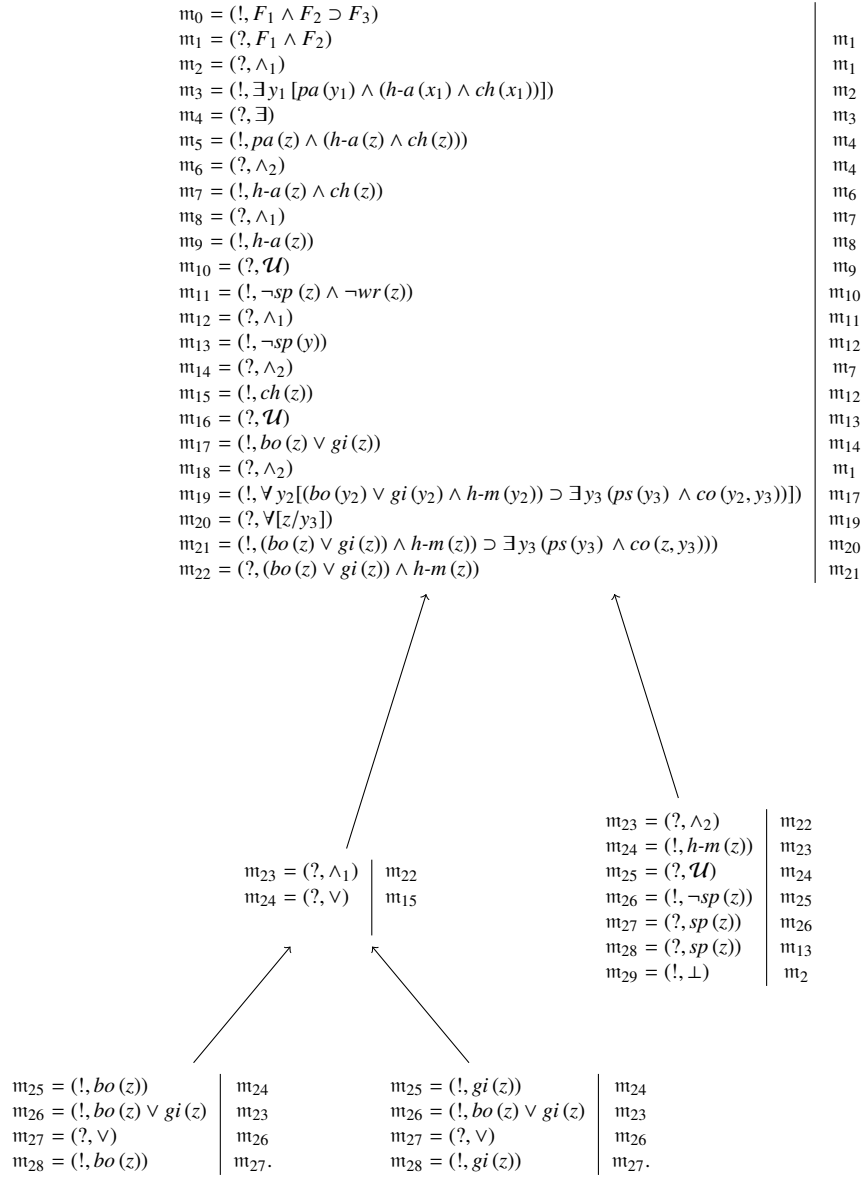 𝔪₀ = (!, F₁ ∧ F₂ ⊃ F₃)
𝔪₁ = (?, F₁ ∧ F₂) 𝔪₁
𝔪₂ = (?, ∧₁) 𝔪₁
𝔪₃ = (!, ∃ y₁ [pa (y₁) ∧ (h-a (x₁) ∧ ch (x₁))]) 𝔪₂
𝔪₄ = (?, ∃) 𝔪₃
𝔪₅ = (!, pa (z) ∧ (h-a (z) ∧ ch (z))) 𝔪₄
𝔪₆ = (?, ∧₂) 𝔪₄
𝔪₇ = (!, h-a (z) ∧ ch (z)) 𝔪₆
𝔪₈ = (?, ∧₁) 𝔪₇
𝔪₉ = (!, h-a (z)) 𝔪₈
𝔪₁₀ = (?, 𝓤) 𝔪₉
𝔪₁₁ = (!, ¬sp (z) ∧ ¬wr (z)) 𝔪₁₀
𝔪₁₂ = (?, ∧₁) 𝔪₁₁
𝔪₁₃ = (!, ¬sp (y)) 𝔪₁₂
𝔪₁₄ = (?, ∧₂) 𝔪₇
𝔪₁₅ = (!, ch (z)) 𝔪₁₂
𝔪₁₆ = (?, 𝓤) 𝔪₁₃
𝔪₁₇ = (!, bo (z) ∨ gi (z)) 𝔪₁₄
𝔪₁₈ = (?, ∧₂) 𝔪₁
𝔪₁₉ = (!, ∀ y₂[(bo (y₂) ∨ gi (y₂) ∧ h-m (y₂)) ⊃ ∃ y₃ (ps (y₃) ∧ co (y₂, y₃))]) 𝔪₁₇
𝔪₂₀ = (?, ∀[z/y₃]) 𝔪₁₉
𝔪₂₁ = (!, (bo (z) ∨ gi (z)) ∧ h-m (z)) ⊃ ∃ y₃ (ps (y₃) ∧ co (z, y₃))) 𝔪₂₀
𝔪₂₂ = (?, (bo (z) ∨ gi (z)) ∧ h-m (z)) 𝔪₂₁
𝔪₂₃ = (?, ∧₁) 𝔪₂₂
𝔪₂₄ = (?, ∨) 𝔪₁₅
𝔪₂₃ = (?, ∧₂) 𝔪₂₂
𝔪₂₄ = (!, h-m (z)) 𝔪₂₃
𝔪₂₅ = (?, 𝓤) 𝔪₂₄
𝔪₂₆ = (!, ¬sp (z)) 𝔪₂₅
𝔪₂₇ = (?, sp (z)) 𝔪₂₆
𝔪₂₈ = (?, sp (z)) 𝔪₁₃
𝔪₂₉ = (!, ⊥) 𝔪₂
𝔪₂₅ = (!, bo (z)) 𝔪₂₄
𝔪₂₆ = (!, bo (z) ∨ gi (z) 𝔪₂₃
𝔪₂₇ = (?, ∨) 𝔪₂₆
𝔪₂₈ = (!, bo (z)) 𝔪₂₇.
𝔪₂₅ = (!, gi (z)) 𝔪₂₄
𝔪₂₆ = (!, bo (z) ∨ gi (z) 𝔪₂₃
𝔪₂₇ = (?, ∨) 𝔪₂₆
𝔪₂₈ = (!, gi (z)) 𝔪₂₇.